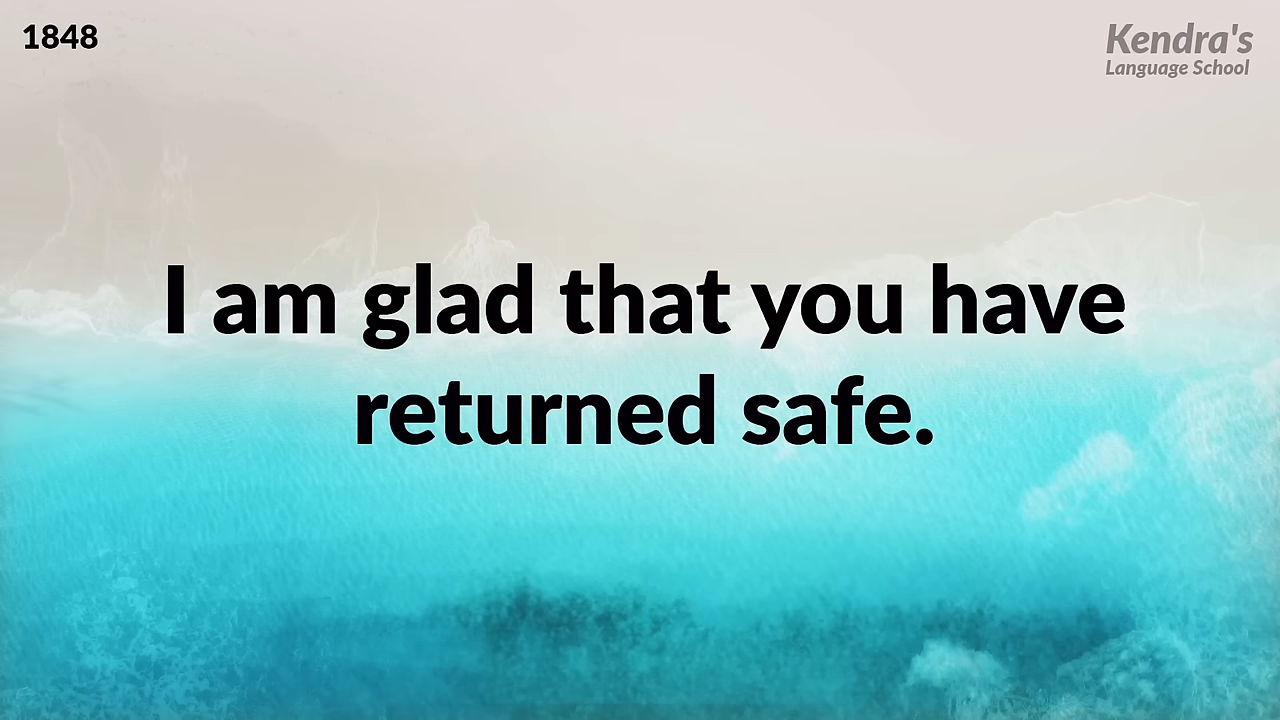 1848
Kendra's
Language School
I am glad that you have
returned safe.